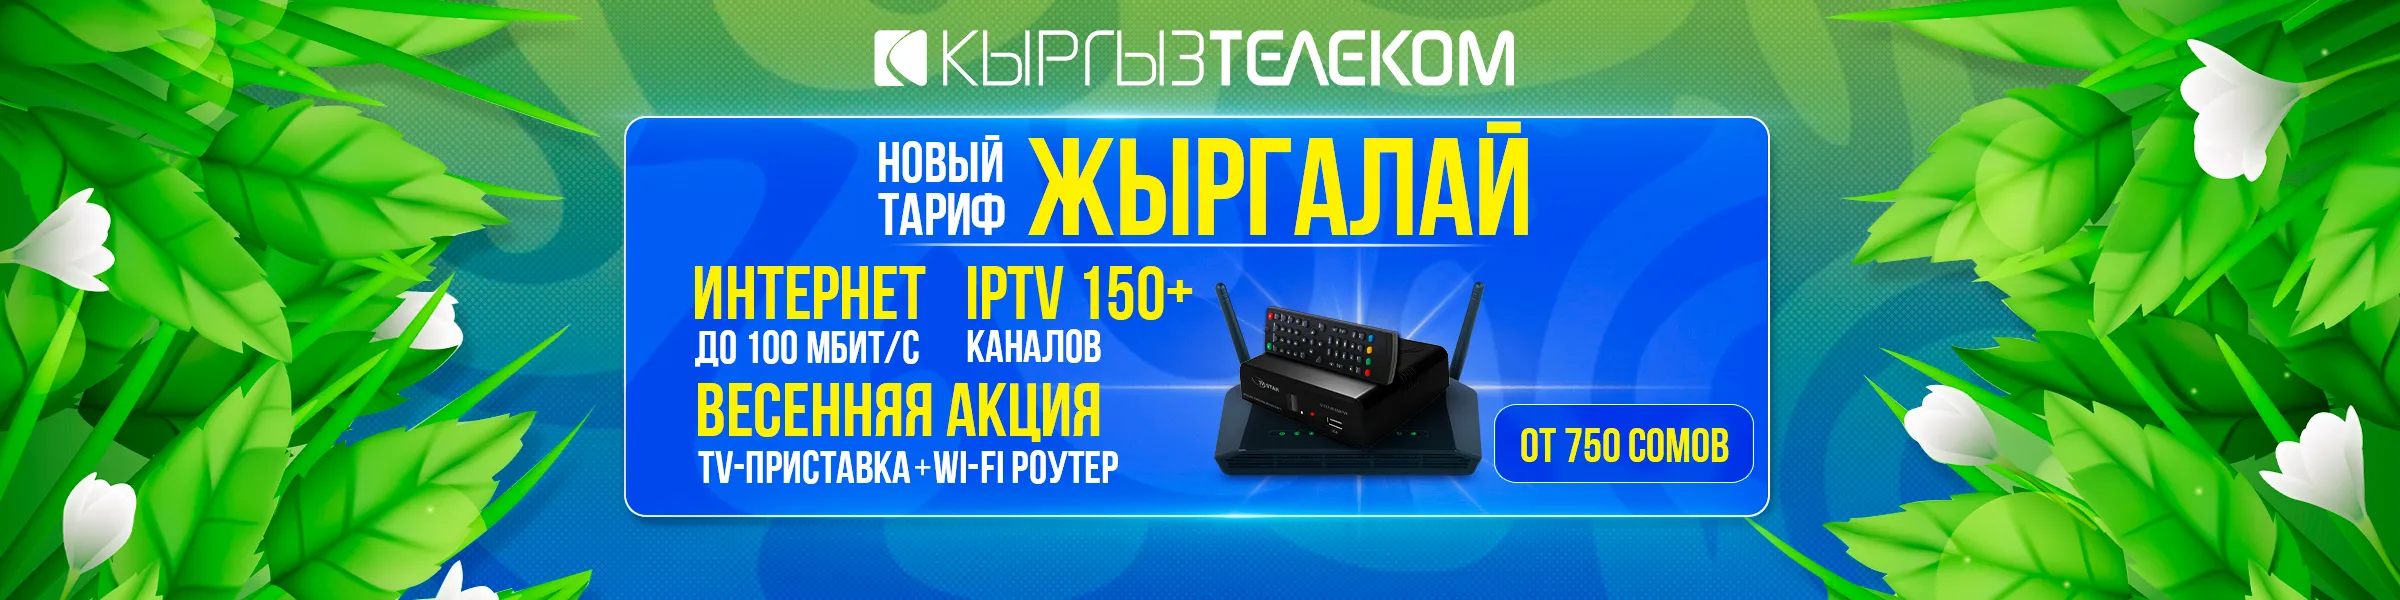 КЫРГЫЗТЕЛЕКОМ
НОВЫЙ
ТАРИФ
ЖЫРГАЛАЙ
ИНТЕРНЕТ
ДО 100 МБИТ/С
IPTV 150+
КАНАЛОВ
ВЕСЕННЯЯ АКЦИЯ
TV-ПРИСТАВКА+WI-FI РОУТЕР
STAR
ОТ 750 СОМОВ